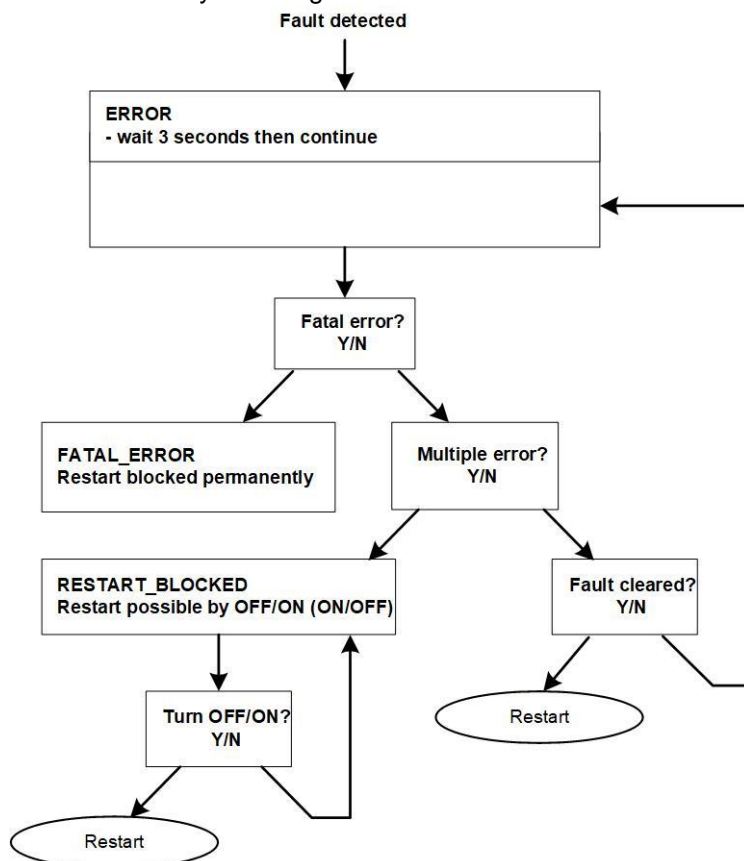 Fault detected
ERROR
- wait 3 seconds then continue
Fatal error?
Y/N
FATAL_ERROR
Restart blocked permanently
Multiple error?
Y/N
RESTART_BLOCKED
Restart possible by OFF/ON (ON/OFF)
Fault cleared?
Y/N
Turn OFF/ON?
Y/N
Restart
Restart